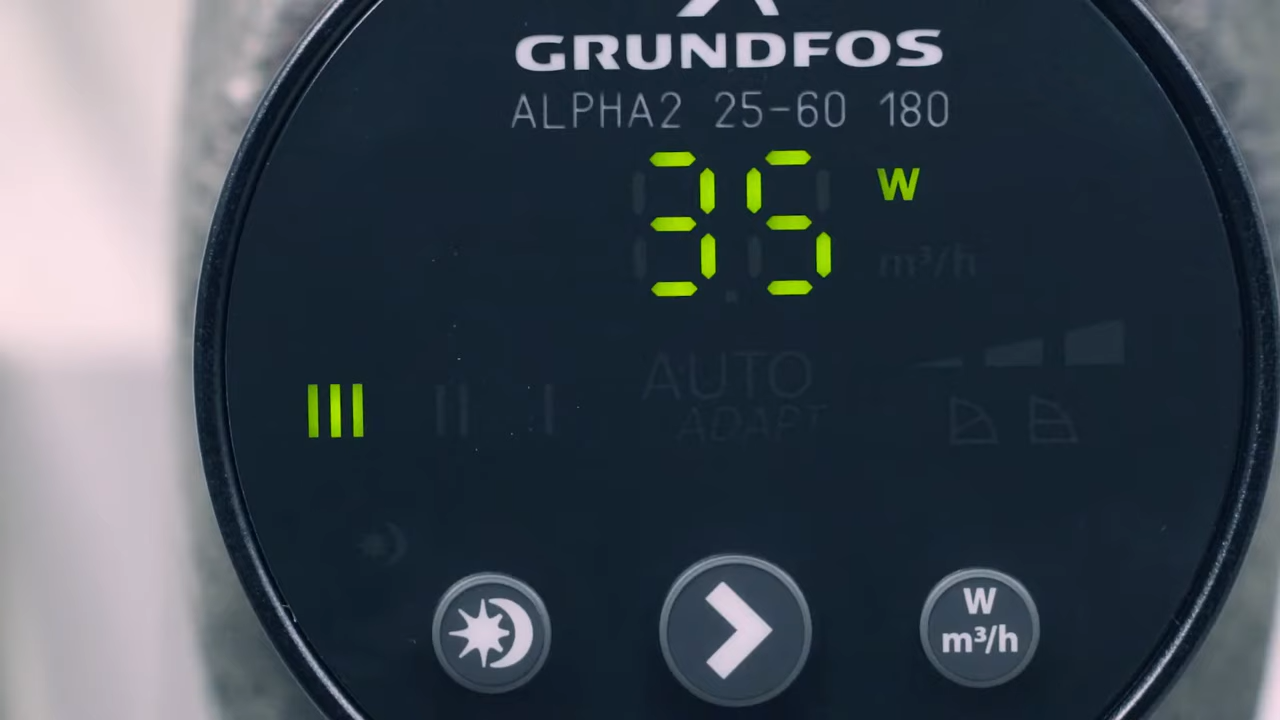 GRUNDFOS
ALPHA2 25-60 180
35 W
m³/h
AUTO
ADAPT
III II I
W
m³/h